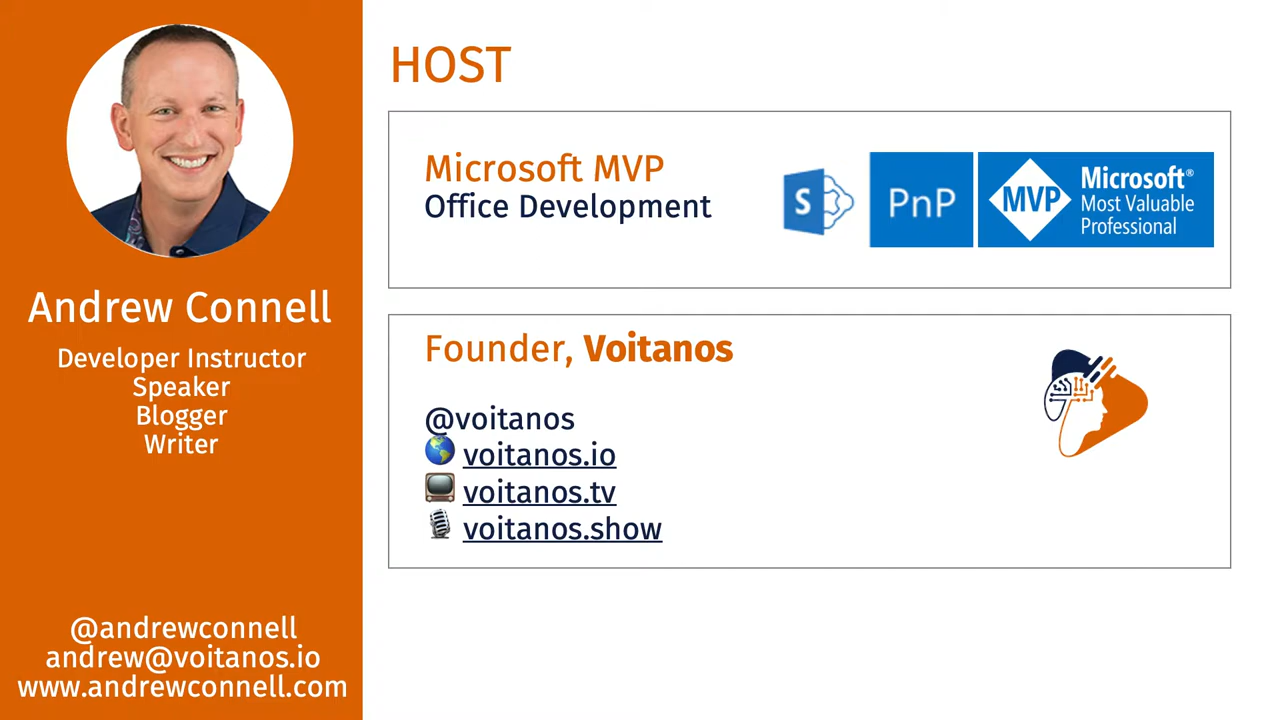 Andrew Connell
Developer Instructor
Speaker
Blogger
Writer
@andrewconnell
andrew@voitanos.io
www.andrewconnell.com
HOST
Microsoft MVP
Office Development
S
PnP
MVP
Microsoft®
Most Valuable
Professional
Founder, Voitanos
@voitanos
voitanos.io
voitanos.tv
voitanos.show